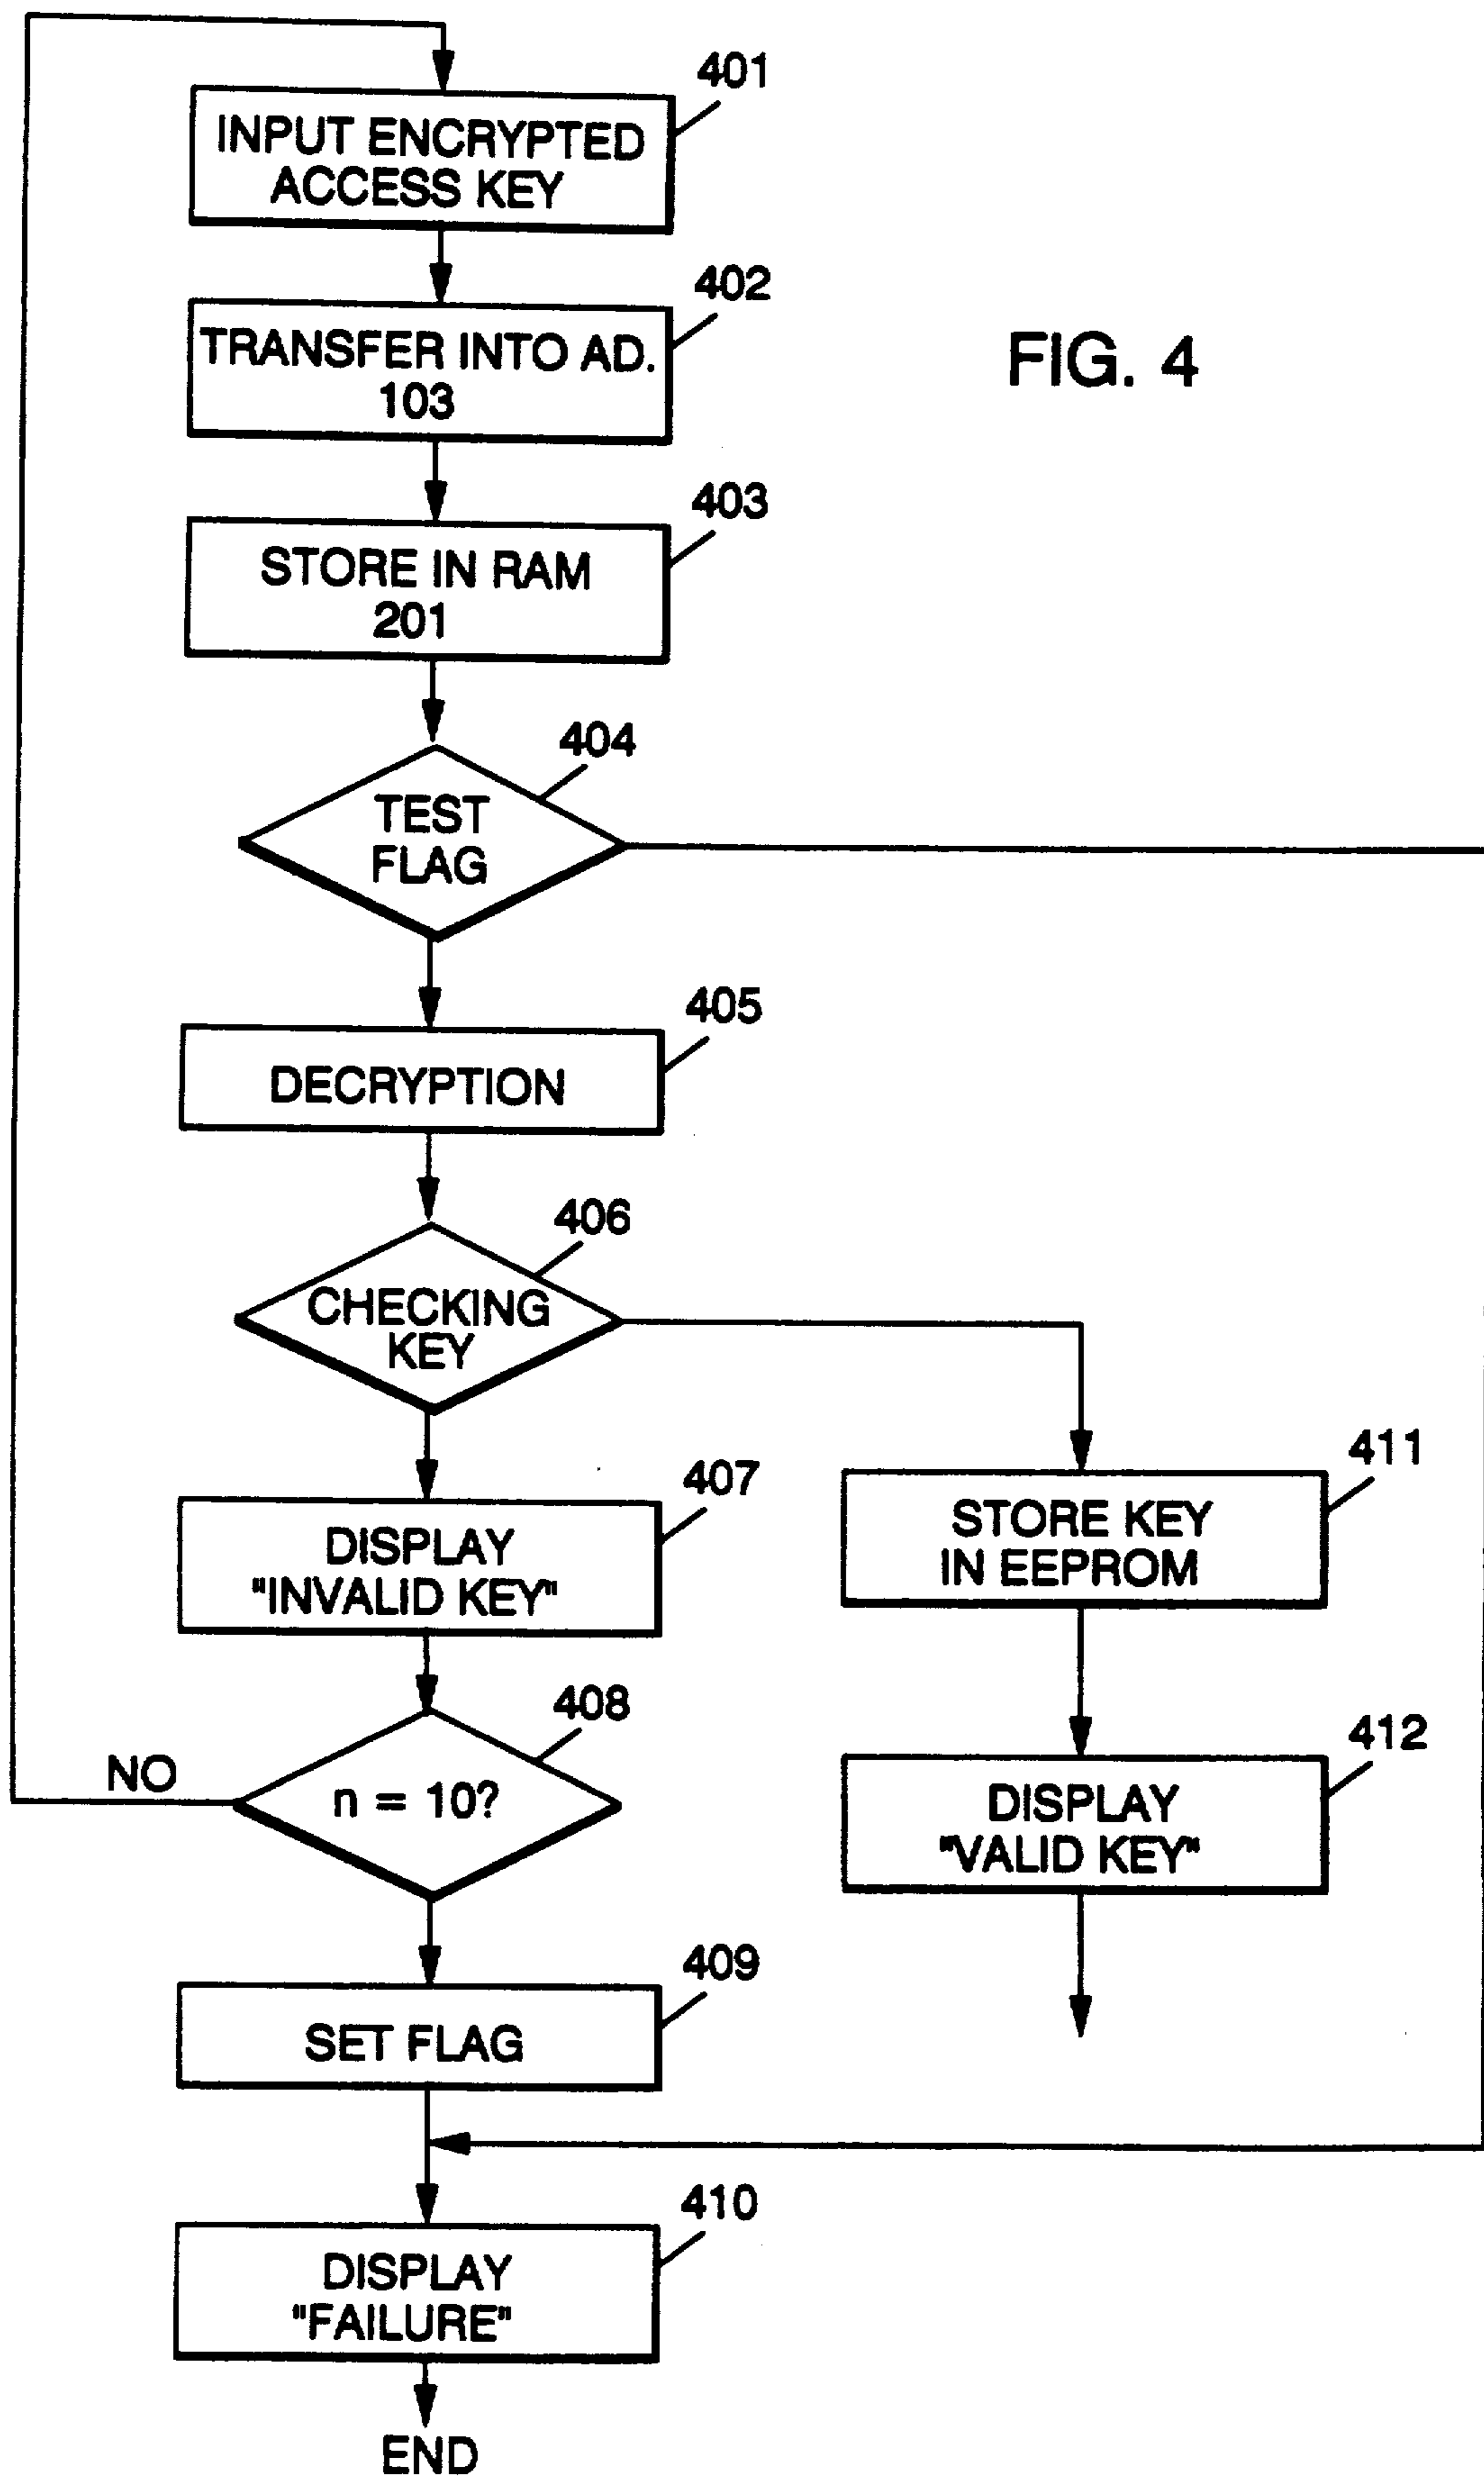 401
INPUT ENCRYPTED
ACCESS KEY
402
TRANSFER INTO AD.
103
FIG. 4
403
STORE IN RAM
201
404
TEST
FLAG
405
DECRYPTION
406
CHECKING
KEY
407
DISPLAY
"INVALID KEY"
411
STORE KEY
IN EEPROM
408
NO
n = 10?
412
DISPLAY
"VALID KEY"
409
SET FLAG
410
DISPLAY
"FAILURE"
END